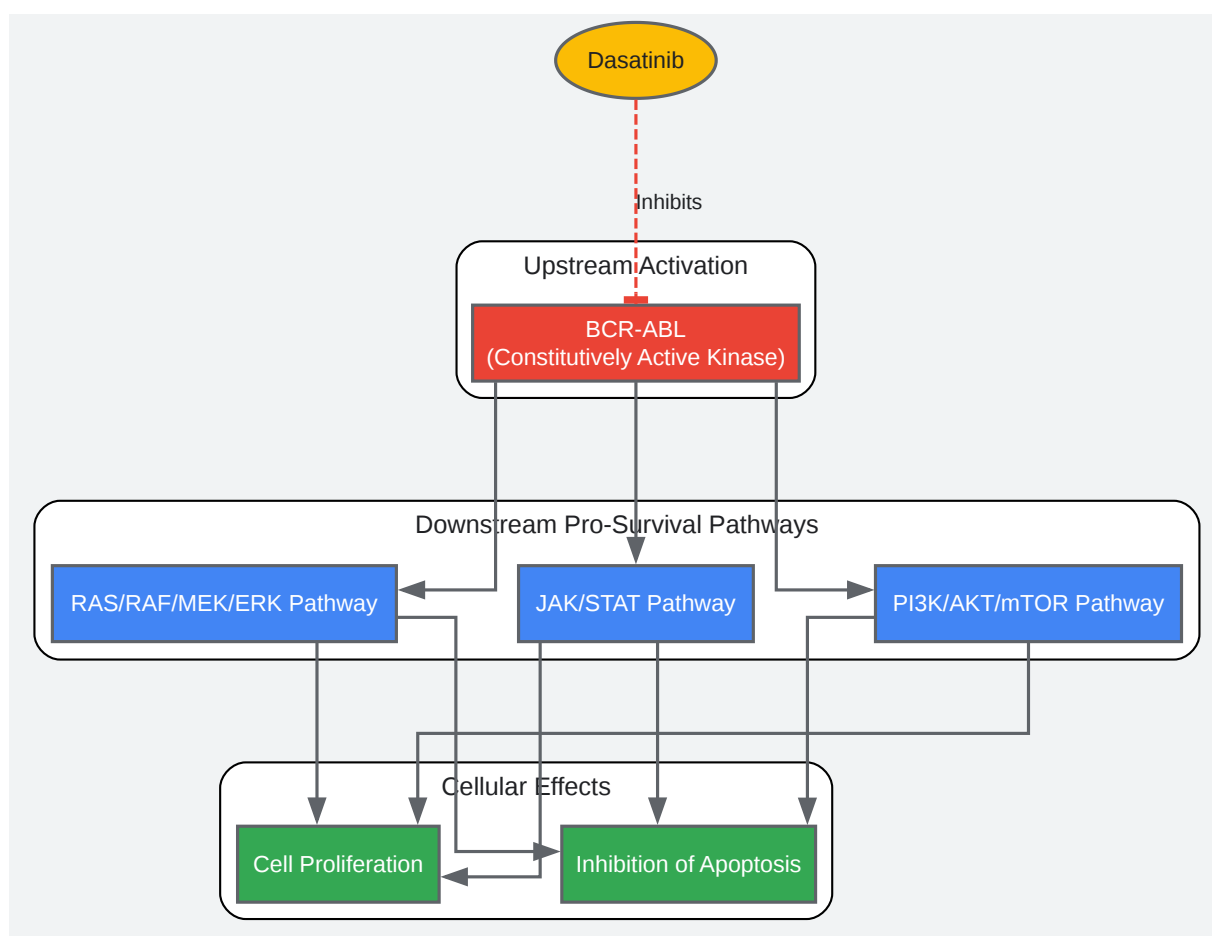 Dasatinib
Inhibits
Upstream Activation
BCR-ABL
(Constitutively Active Kinase)
Downstream Pro-Survival Pathways
RAS/RAF/MEK/ERK Pathway
JAK/STAT Pathway
PI3K/AKT/mTOR Pathway
Cellular Effects
Cell Proliferation
Inhibition of Apoptosis